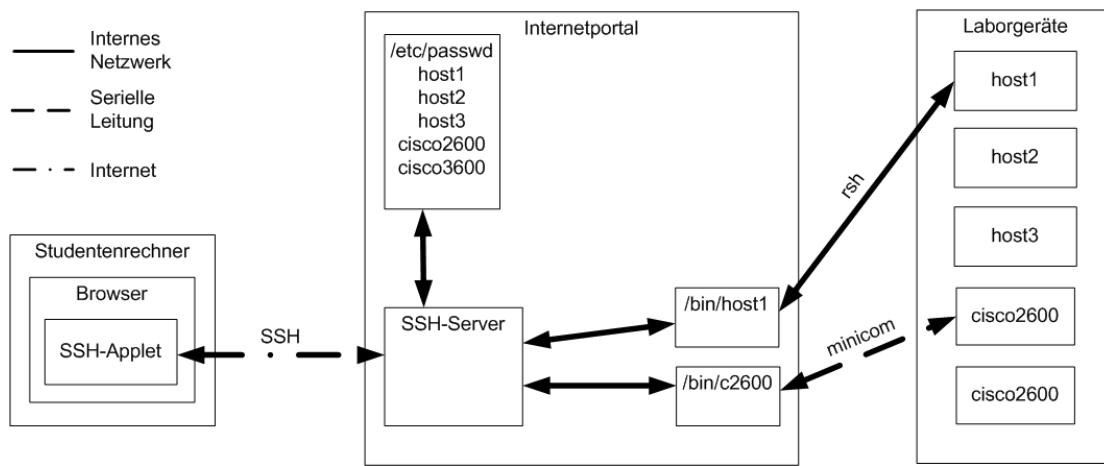 Internes
Netzwerk
Serielle
Leitung
Internet
Studentenrechner
Browser
SSH-Applet
SSH
Internetportal
/etc/passwd
host1
host2
host3
cisco2600
cisco3600
SSH-Server
/bin/host1
/bin/c2600
rsh
minicom
Laborgeräte
host1
host2
host3
cisco2600
cisco2600